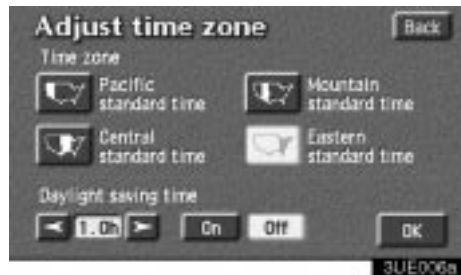 Adjust time zone
Back
Time zone
Pacific
standard time
Mountain
standard time
Central
standard time
Eastern
standard time
Daylight saving time
1.0h
On
Off
OK
3UE006a